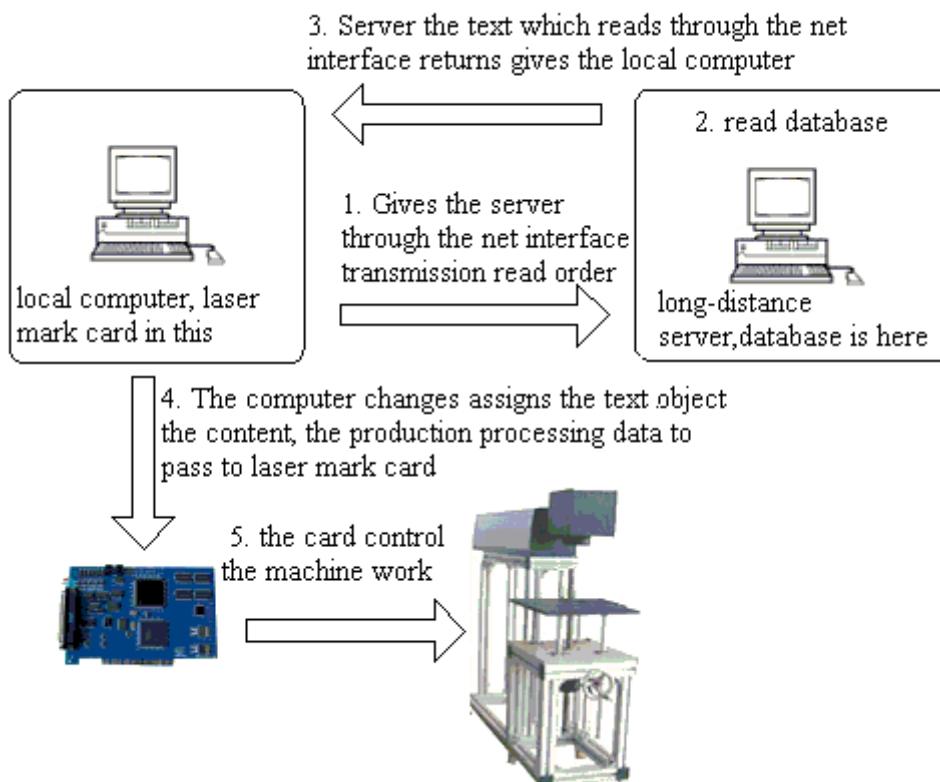 3. Server the text which reads through the net
interface returns gives the local computer
2. read database
1. Gives the server
through the net interface
transmission read order
local computer, laser
mark card in this
long-distance
server,database is here
4. The computer changes assigns the text object
the content, the production processing data to
pass to laser mark card
5. the card control
the machine work